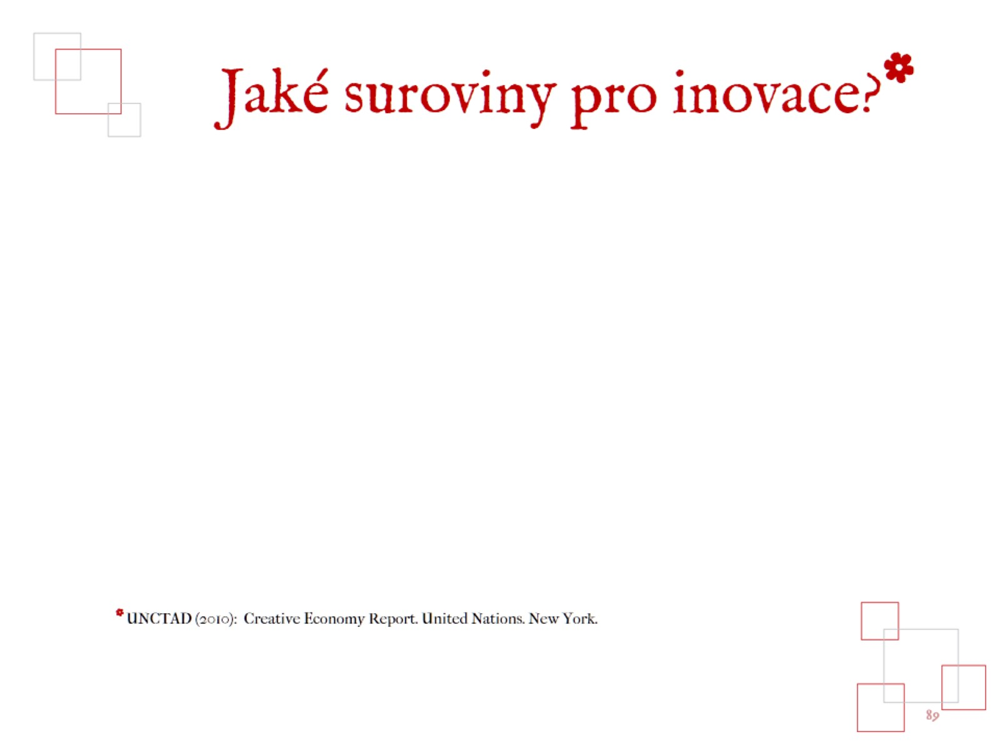 Jaké suroviny pro inovace?*
* UNCTAD (2010): Creative Economy Report. United Nations. New York.
89